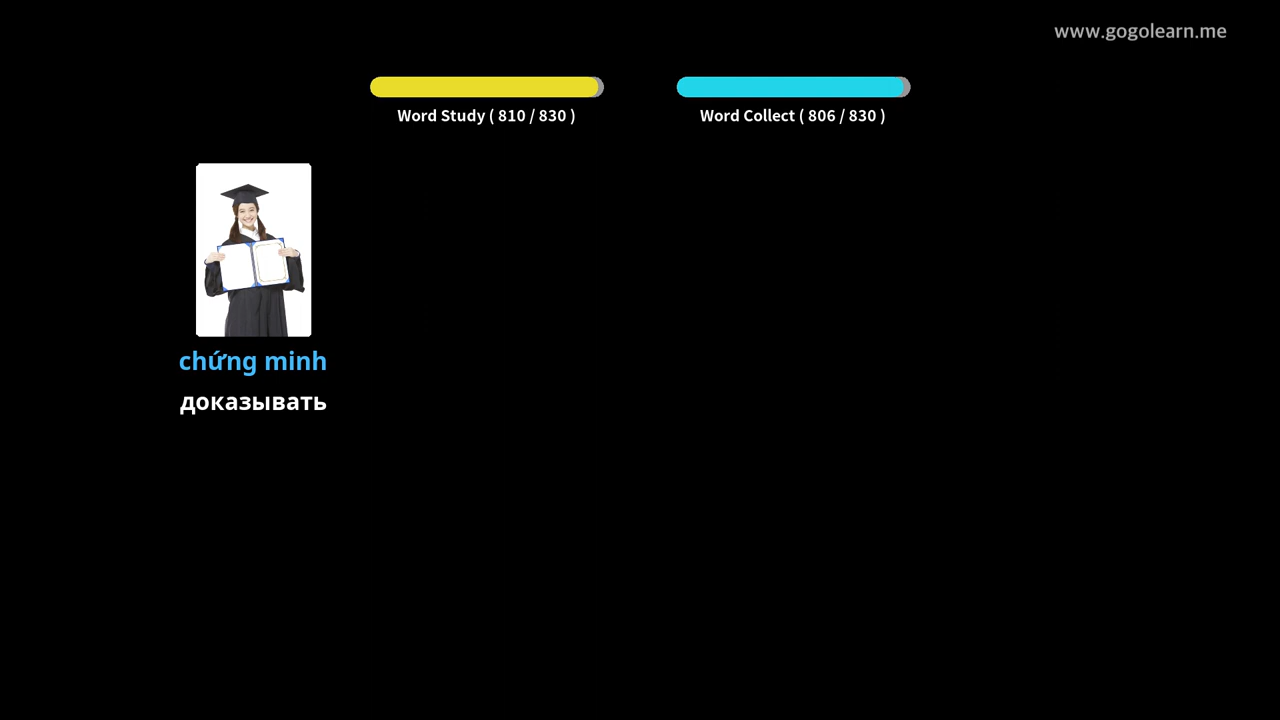 www.gogolearn.me
Word Study ( 810 / 830 )
Word Collect ( 806 / 830 )
chứng minh
доказывать